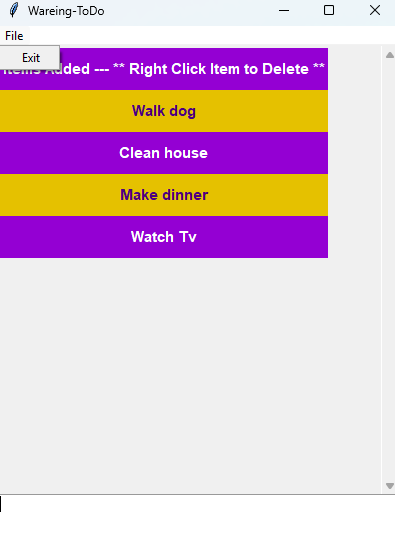 Wareing-ToDo
File
Exit
Items Added --- ** Right Click Item to Delete **
Walk dog
Clean house
Make dinner
Watch Tv